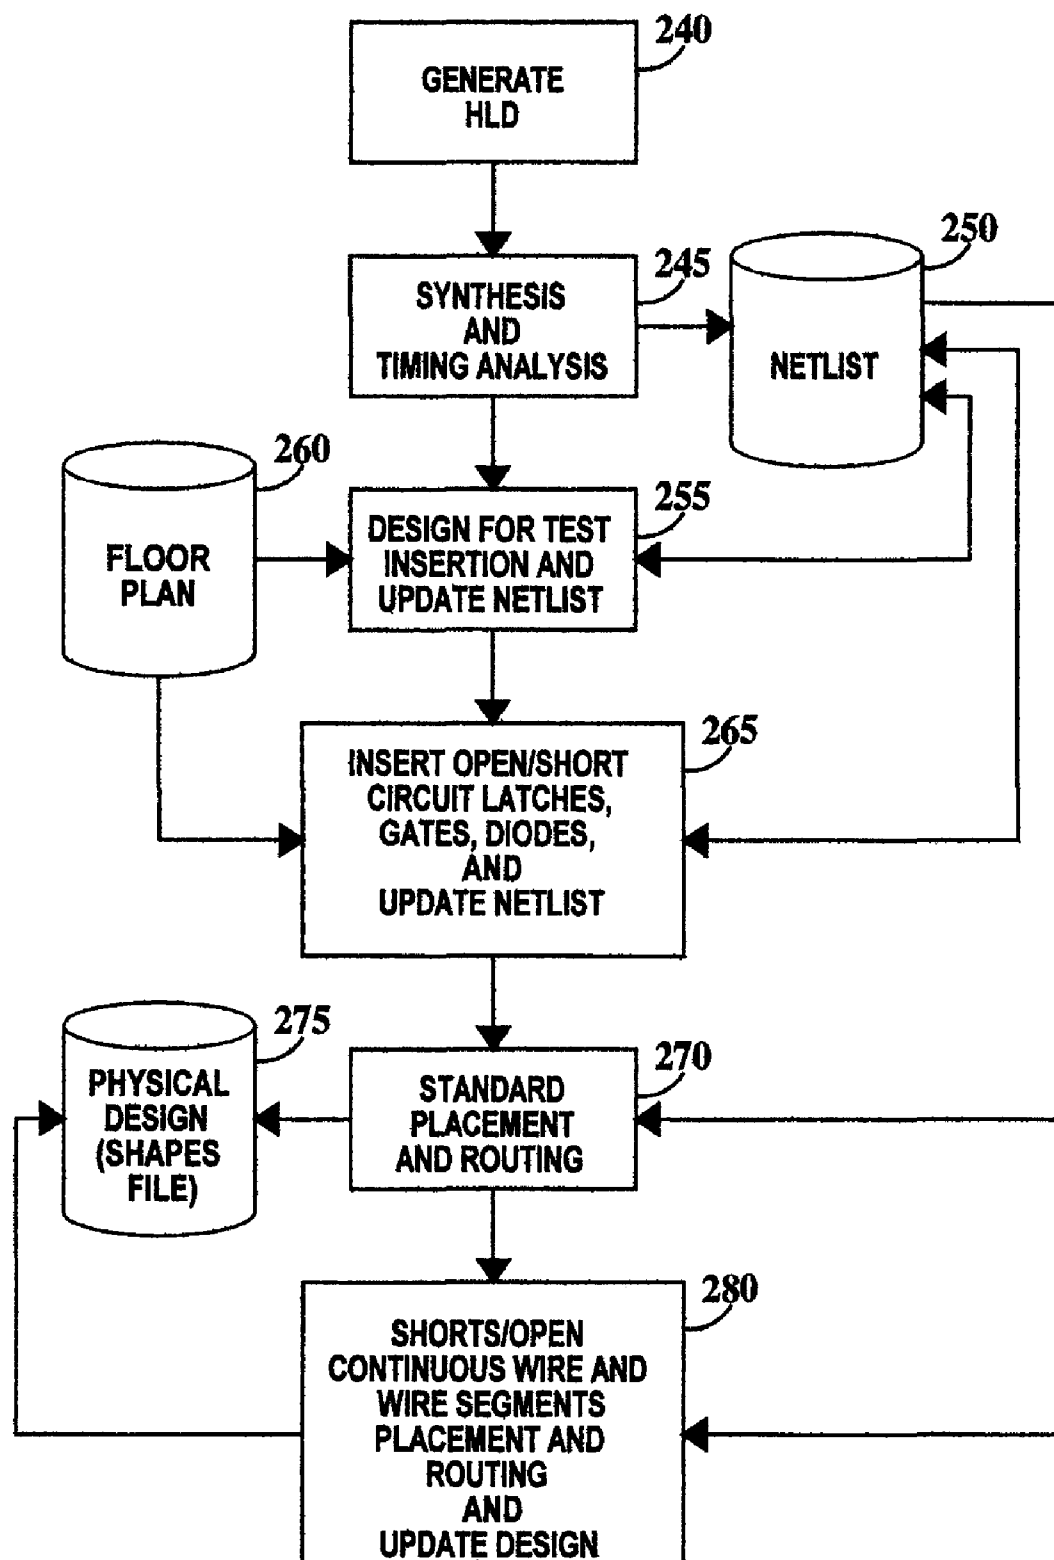 240
GENERATE
HLD
250
245
SYNTHESIS
AND
TIMING ANALYSIS
NETLIST
260
255
FLOOR
PLAN
DESIGN FOR TEST
INSERTION AND
UPDATE NETLIST
265
INSERT OPEN/SHORT
CIRCUIT LATCHES,
GATES, DIODES,
AND
UPDATE NETLIST
275
270
PHYSICAL
DESIGN
(SHAPES
FILE)
STANDARD
PLACEMENT
AND ROUTING
280
SHORTS/OPEN
CONTINUOUS WIRE AND
WIRE SEGMENTS
PLACEMENT AND
ROUTING
AND
UPDATE DESIGN